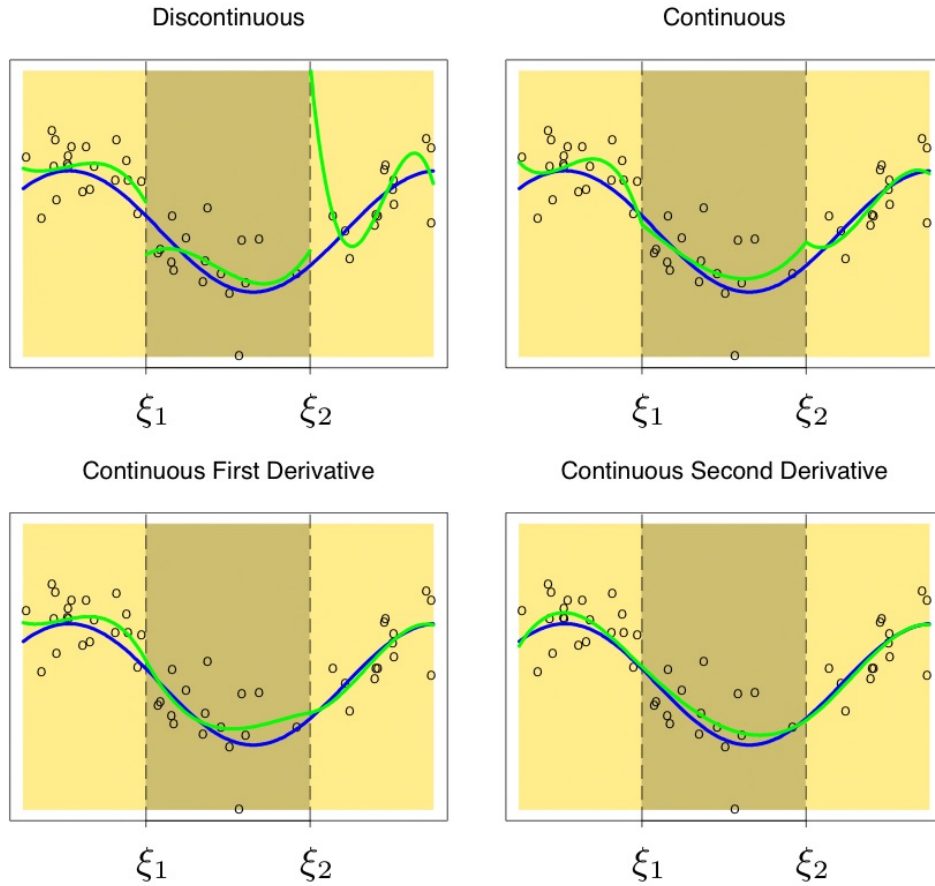 Discontinuous
Continuous
ξ1 ξ2
ξ1 ξ2
Continuous First Derivative
Continuous Second Derivative
ξ1 ξ2
ξ1 ξ2